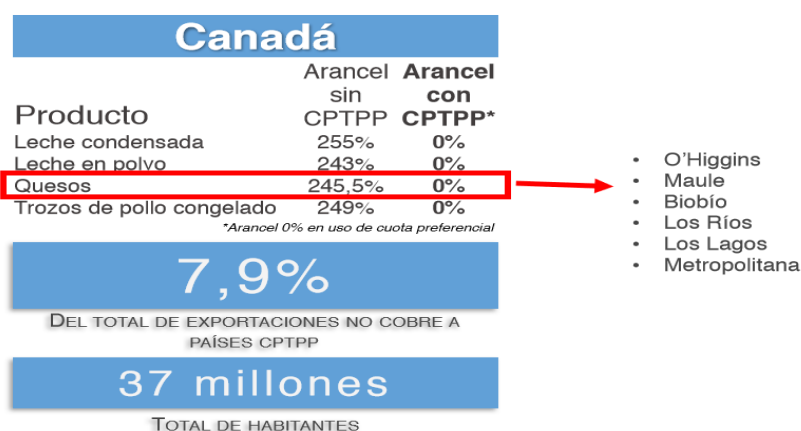 Canadá
Producto Arancel sin CPTPP Arancel con CPTPP*
Leche condensada 255% 0%
Leche en polvo 243% 0%
Quesos 245,5% 0%
Trozos de pollo congelado 249% 0%
*Arancel 0% en uso de cuota preferencial
7,9%
DEL TOTAL DE EXPORTACIONES NO COBRE A
PAÍSES CPTPP
37 millones
TOTAL DE HABITANTES
• O'Higgins
• Maule
• Biobío
• Los Ríos
• Los Lagos
• Metropolitana